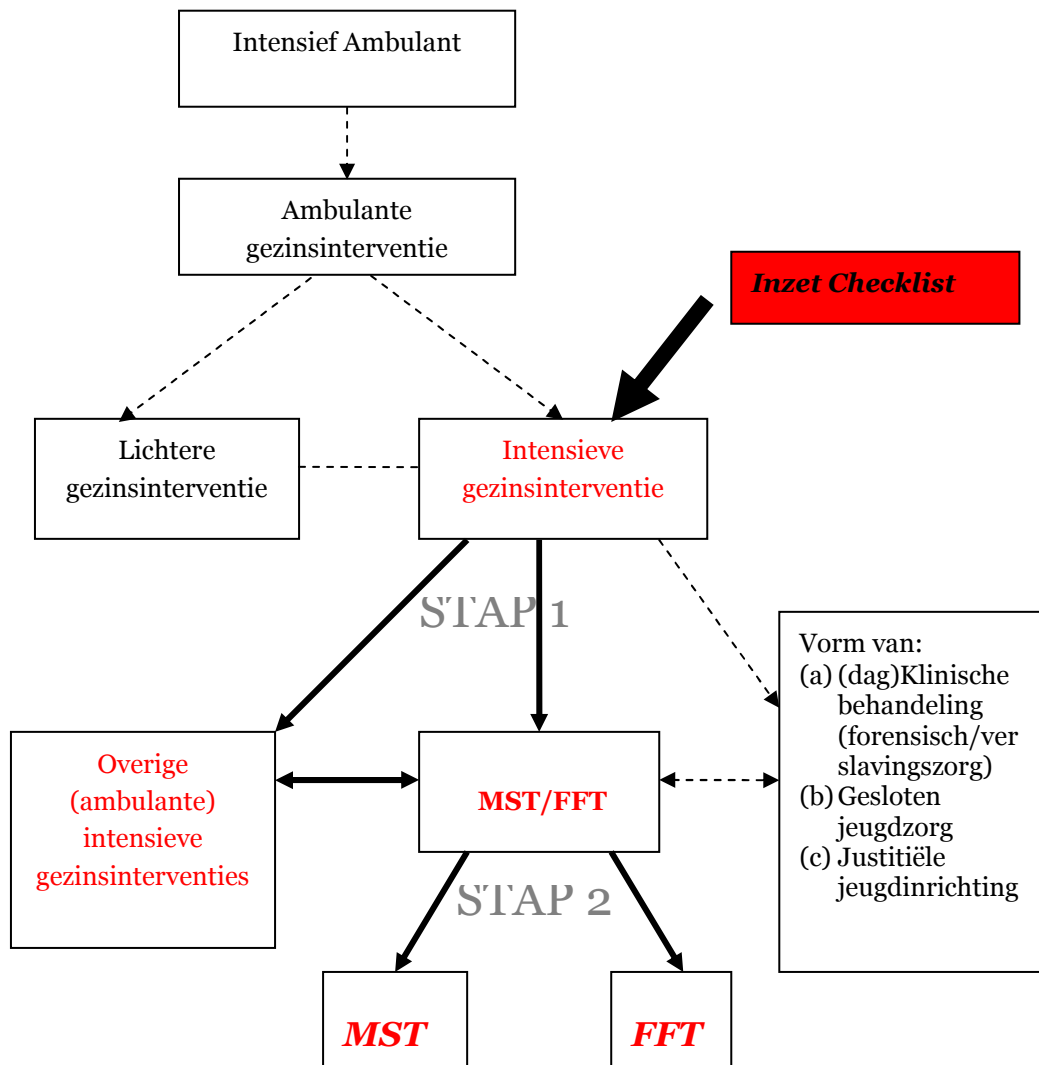 Intensief Ambulant
Ambulante
gezinsinterventie
Inzet Checklist
Lichtere
gezinsinterventie
Intensieve
gezinsinterventie
STAP 1
Vorm van:
(a) (dag)Klinische
behandeling
(forensisch/ver
slavingszorg)
(b) Gesloten
jeugdzorg
(c) Justitiële
jeugdinrichting
Overige
(ambulante)
intensieve
gezinsinterventies
MST/FFT
STAP 2
MST
FFT